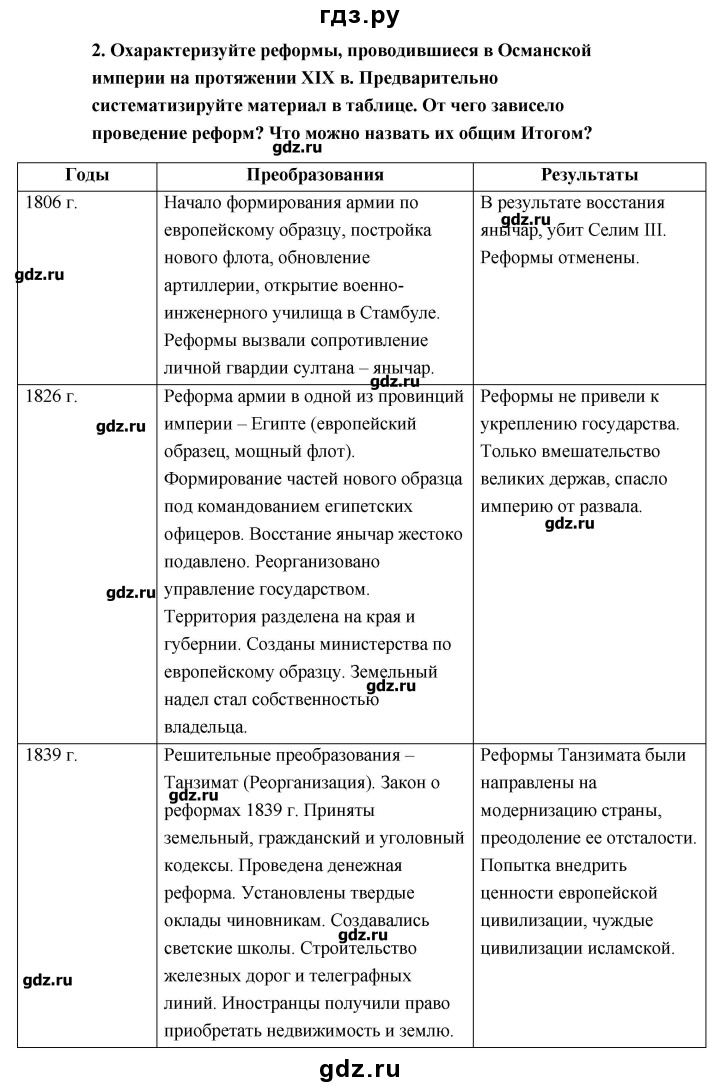 гдз.ру
2. Охарактеризуйте реформы, проводившиеся в Османской
империи на протяжении XIX в. Предварительно
систематизируйте материал в таблице. От чего зависело
проведение реформ? Что можно назвать их общим Итогом?
gdz.ru
Годы
Преобразования
Результаты
1806 г.
Начало формирования армии по
европейскому образцу, постройка
нового флота, обновление
артиллерии, открытие военно-
инженерного училища в Стамбуле.
Реформы вызвали сопротивление
личной гвардии султана – янычар.
В результате восстания
янычар, убит Селим III.
Реформы отменены.
gdz.ru
gdz.ru
gdz.ru
1826 г.
Реформа армии в одной из провинций
империи – Египте (европейский
образец, мощный флот).
Формирование частей нового образца
под командованием египетских
офицеров. Восстание янычар жестоко
подавлено. Реорганизовано
управление государством.
Территория разделена на края и
губернии. Созданы министерства по
европейскому образцу. Земельный
надел стал собственностью
владельца.
Реформы не привели к
укреплению государства.
Только вмешательство
великих держав, спасло
империю от развала.
gdz.ru
gdz.ru
gdz.ru
gdz.ru
1839 г.
Решительные преобразования –
Танзимат (Реорганизация). Закон о
реформах 1839 г. Приняты
земельный, гражданский и уголовный
кодексы. Проведена денежная
реформа. Установлены твердые
оклады чиновникам. Создавались
светские школы. Строительство
железных дорог и телеграфных
линий. Иностранцы получили право
приобретать недвижимость и землю.
Реформы Танзимата были
направлены на
модернизацию страны,
преодоление ее отсталости.
Попытка внедрить
ценности европейской
цивилизации, чуждые
цивилизации исламской.
gdz.ru
gdz.ru
gdz.ru
gdz.ru